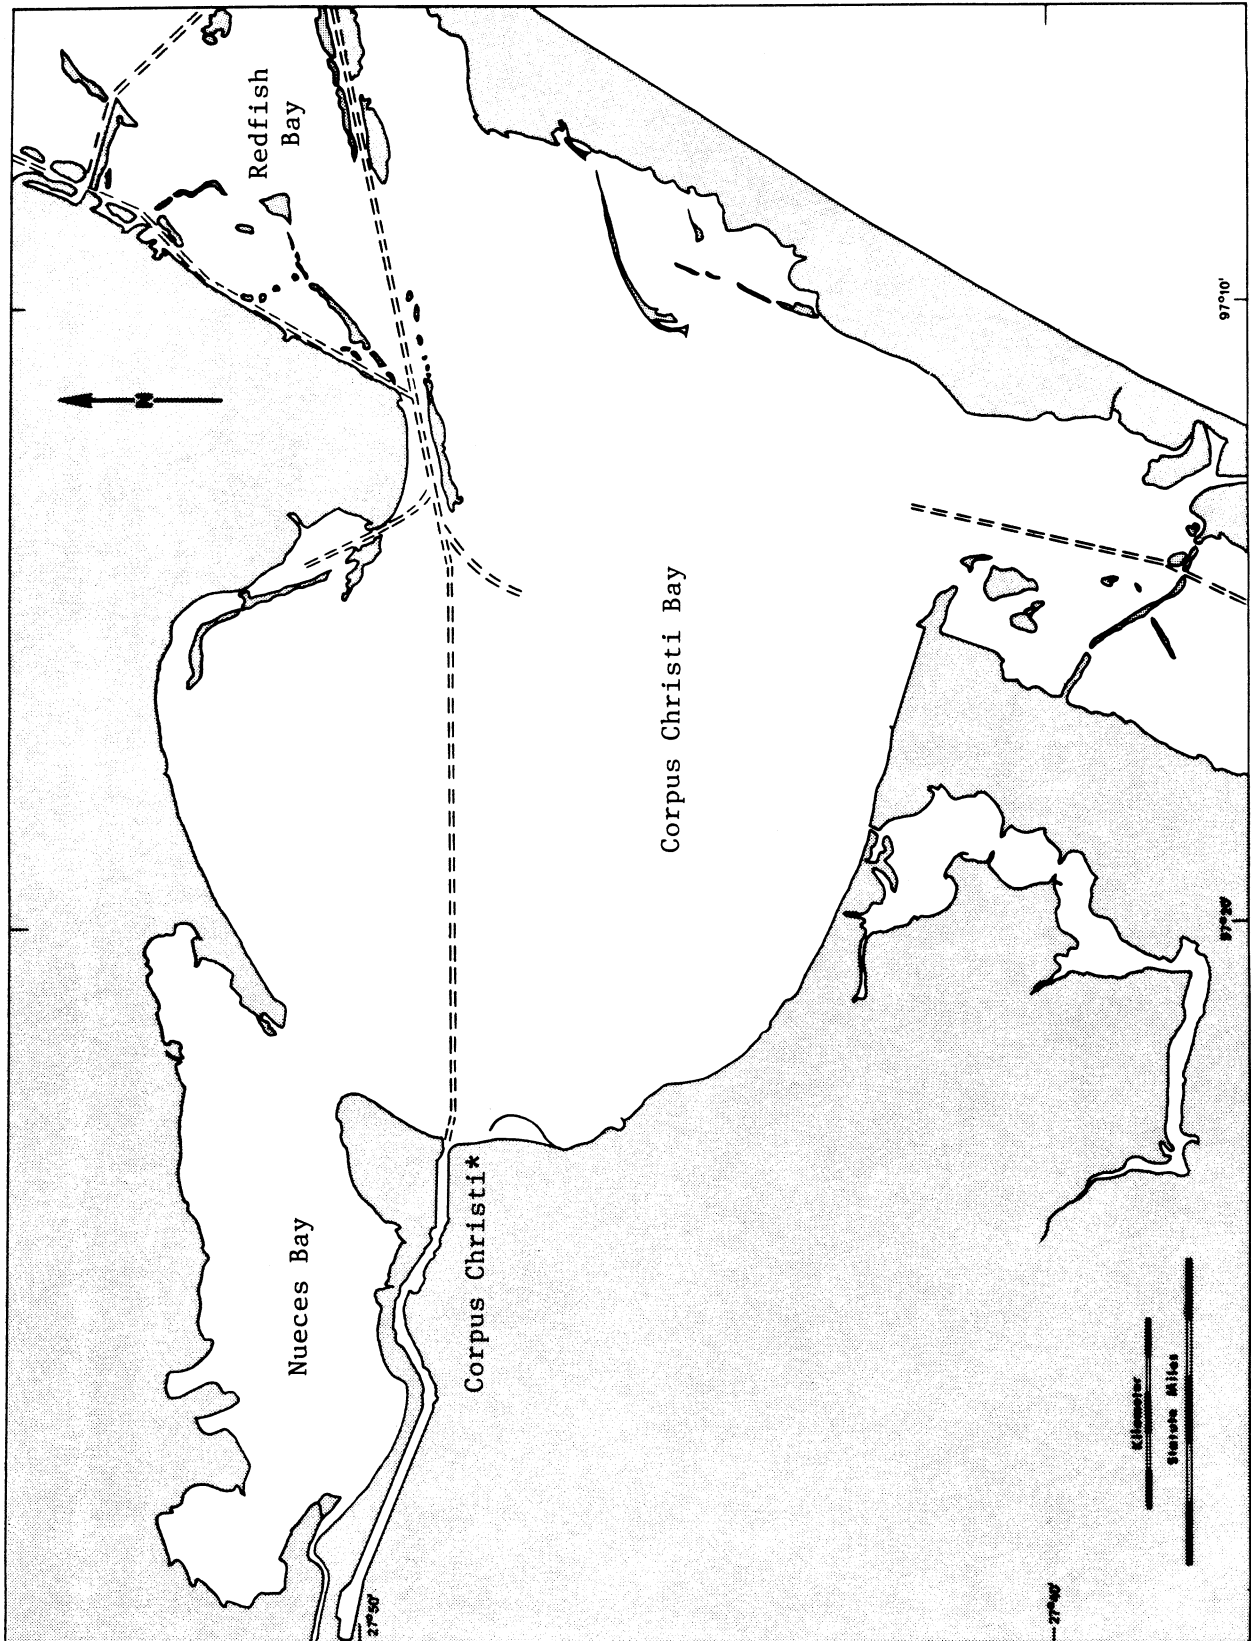 Redfish
Bay
N
97°10'
Corpus Christi Bay
97°20'
Corpus Christi*
Nueces Bay
Kilometer
Statute Miles
27°50'
27°40'